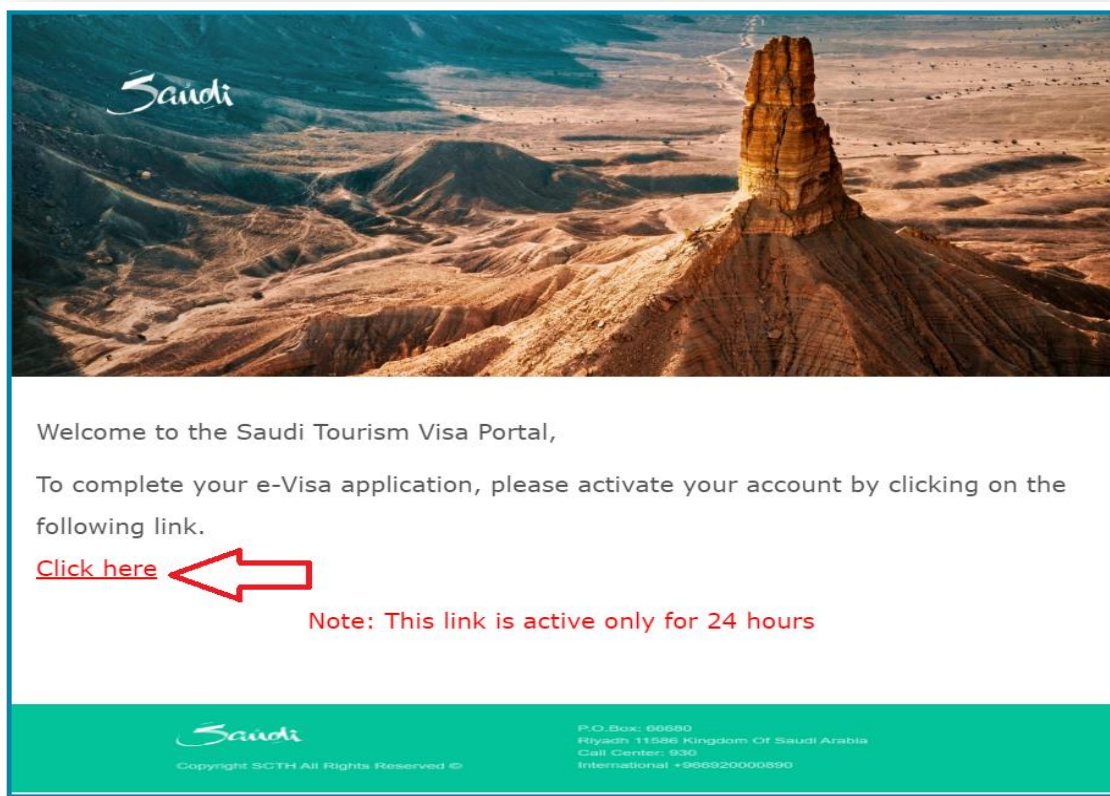 Saudi
Welcome to the Saudi Tourism Visa Portal,
To complete your e-Visa application, please activate your account by clicking on the
following link.
Click here
Note: This link is active only for 24 hours
Saudi
Copyright SCTH All Rights Reserved ©
P.O.Box: 66680
Riyadh 11586 Kingdom Of Saudi Arabia
Call Center: 930
International +966920000890